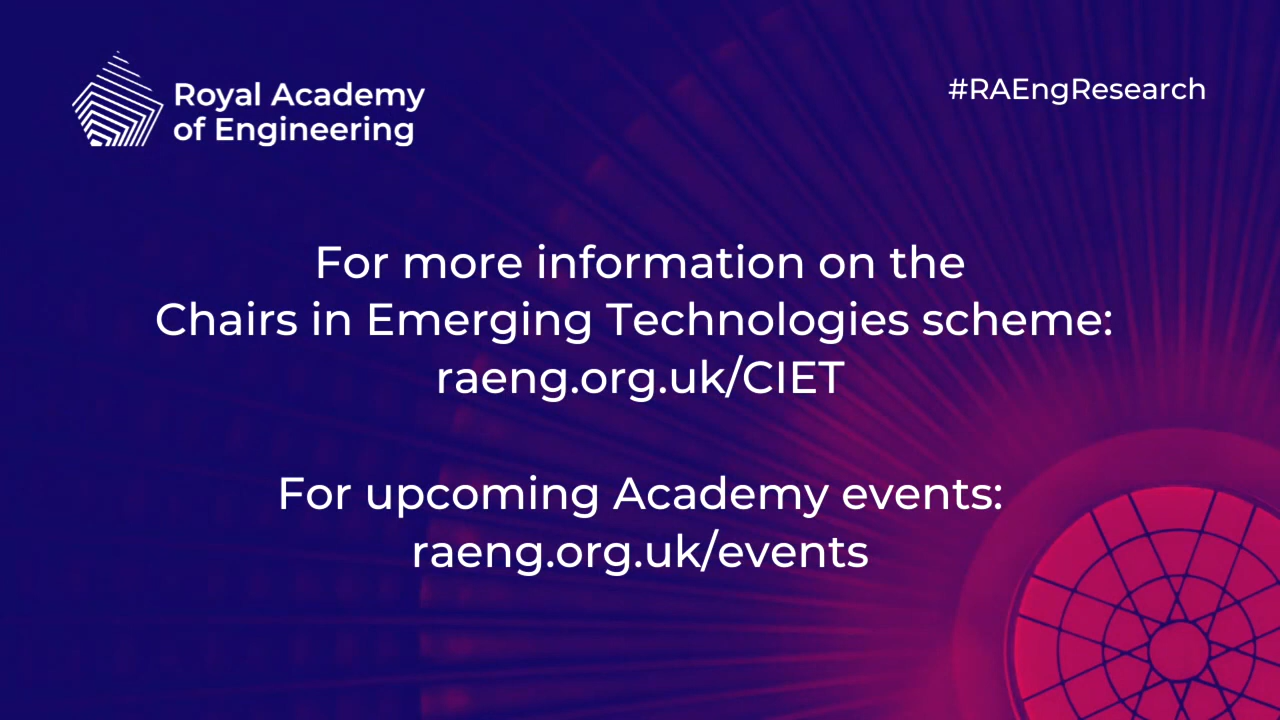 Royal Academy
of Engineering
#RAEngResearch
For more information on the
Chairs in Emerging Technologies scheme:
raeng.org.uk/CIET
For upcoming Academy events:
raeng.org.uk/events